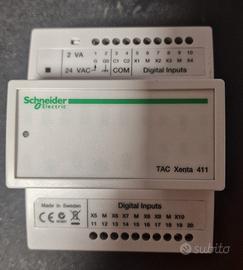 2 VA
1 2 3 4 5 6 7 8 9 10
24 VAC G G0 C1 C2 X1 M X2 X3 M X4
COM Digital Inputs
Schneider
Electric
TAC Xenta 411
Made in Sweden
Digital Inputs
X5 M X6 X7 M X8 X9 M X10
11 12 13 14 15 16 17 18 19 20
Subito